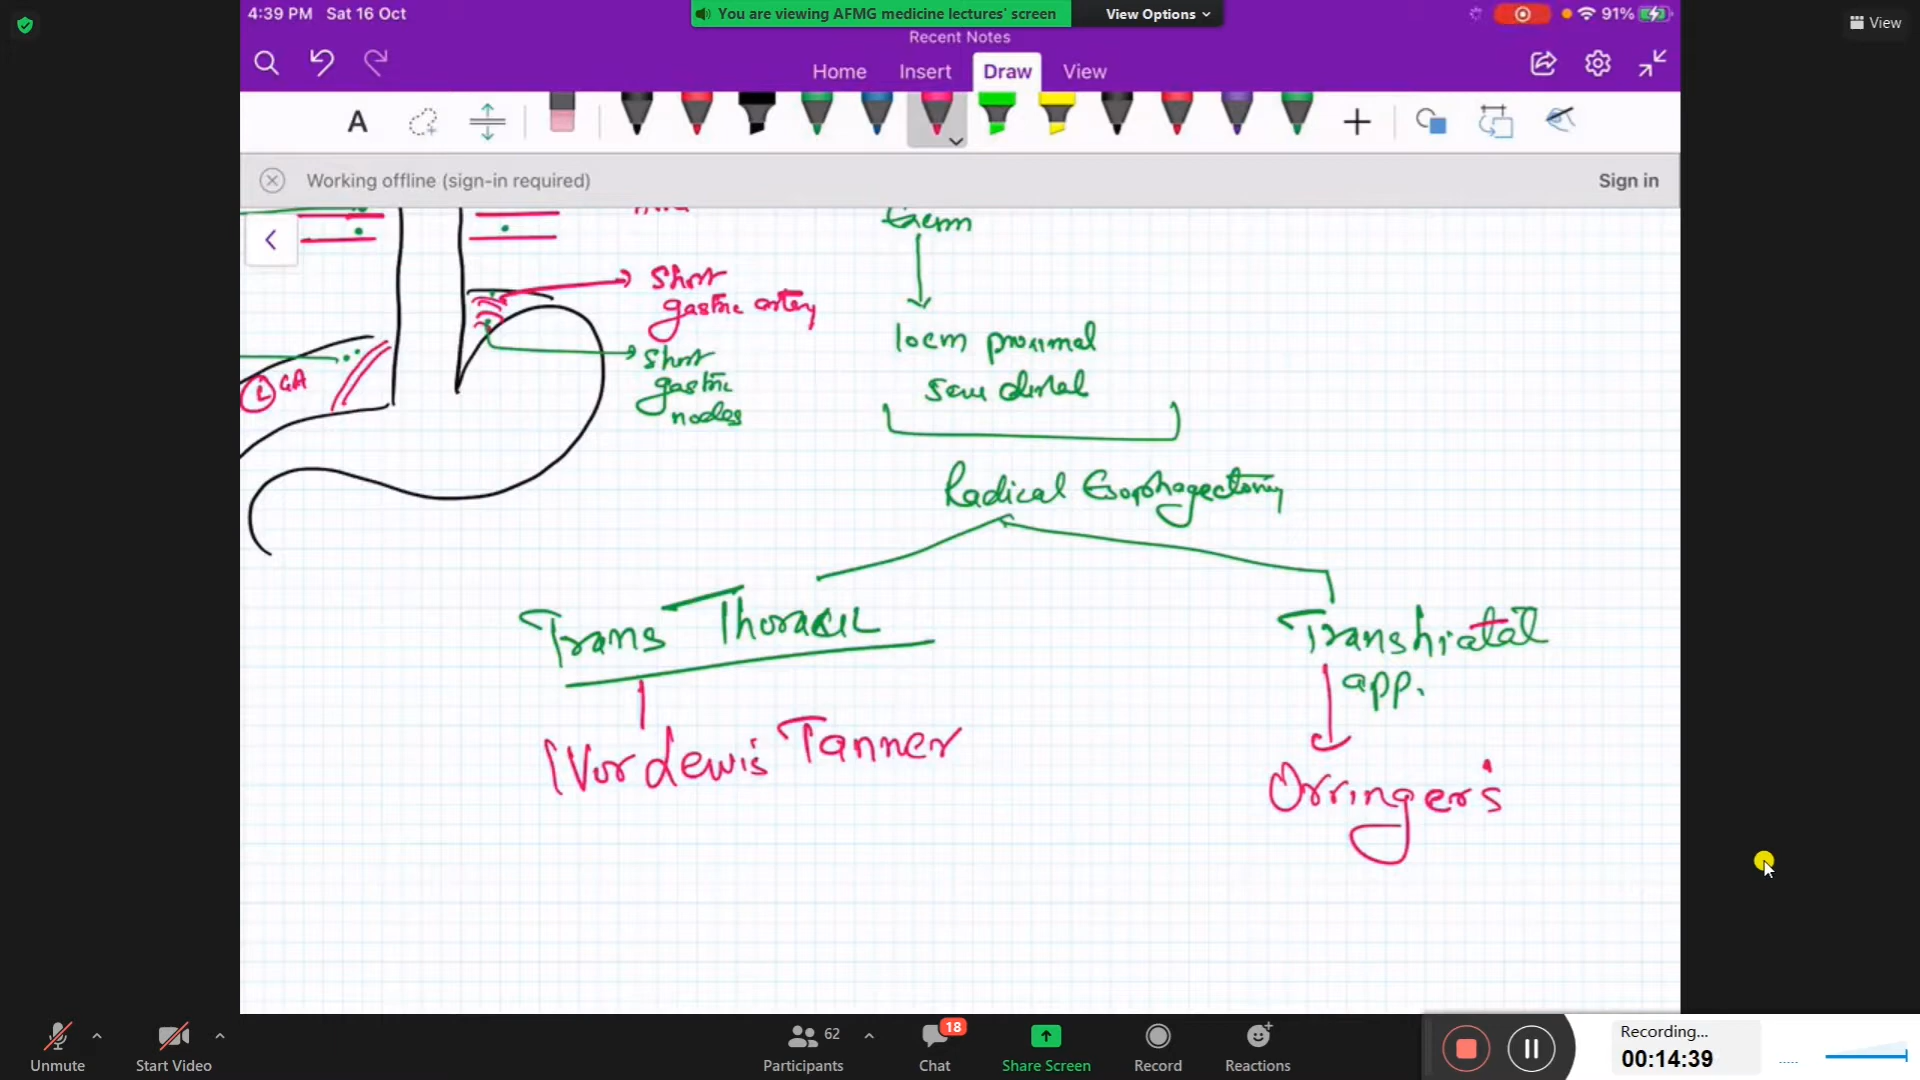 4:39 PM Sat 16 Oct
You are viewing AFMG medicine lectures' screen
View Options
91%
View
Recent Notes
Home Insert Draw View
A
Working offline (sign-in required)
Sign in
Short
gastric artery
Short
gastric
nodes
L GA
10cm proximal
5cm distal
Radical Esophagectomy
Trans Thoracic
Transhiatal
app.
IVor Lewis Tanner
Orringer's
Unmute
Start Video
62
Participants
18
Chat
Share Screen
Record
Reactions
Recording...
00:14:39